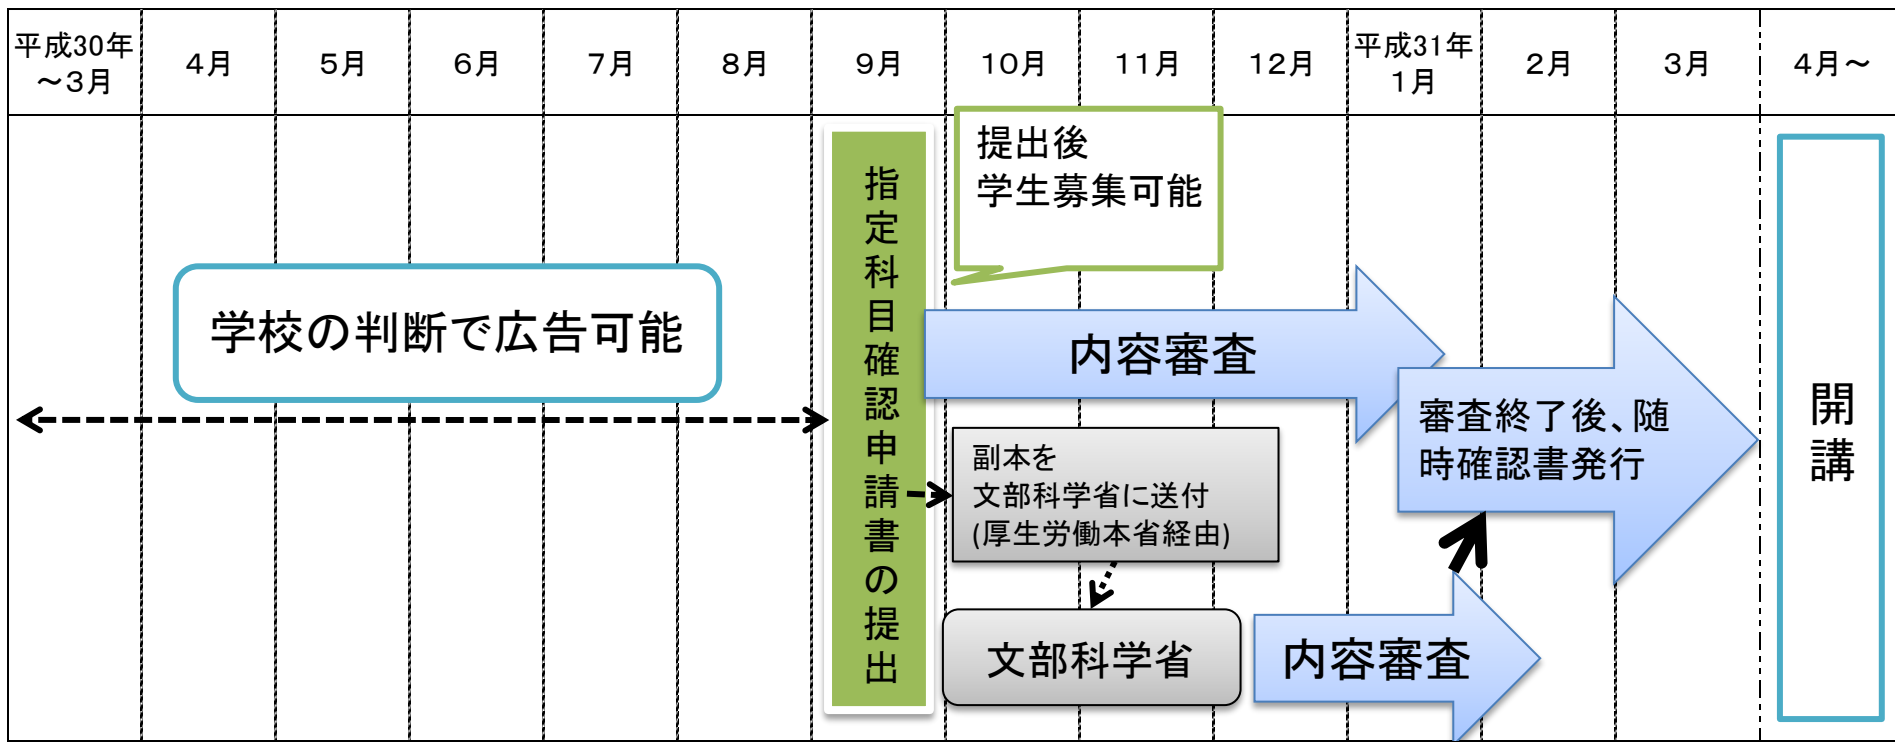 平成30年
～３月
４月
５月
６月
７月
８月
９月
１０月
１１月
１２月
平成31年
１月
２月
３月
４月～
学校の判断で広告可能
指定科目確認申請書の提出
提出後
学生募集可能
内容審査
副本を
文部科学省に送付
(厚生労働本省経由)
文部科学省
内容審査
審査終了後、随
時確認書発行
開講